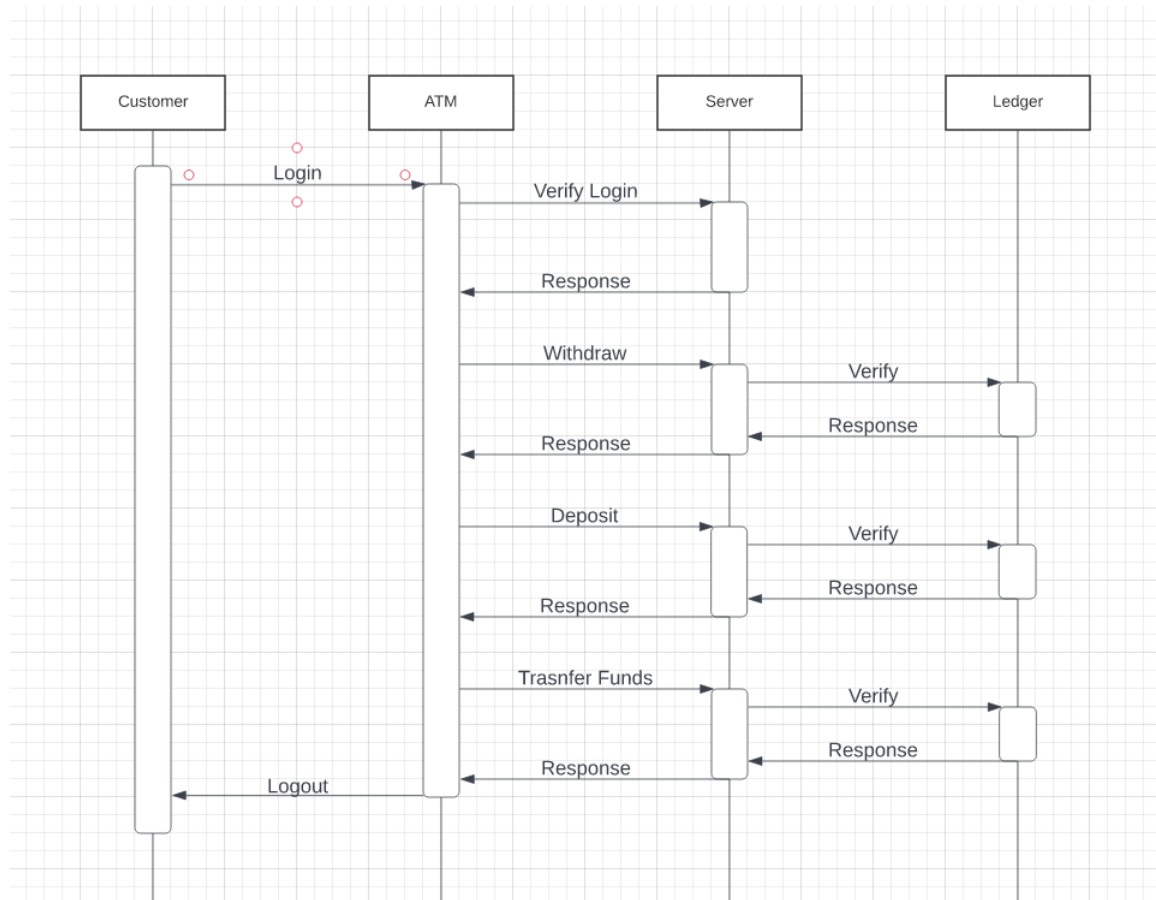 Customer
ATM
Server
Ledger
Login
Verify Login
Response
Withdraw
Verify
Response
Response
Deposit
Verify
Response
Response
Trasnfer Funds
Verify
Response
Response
Logout